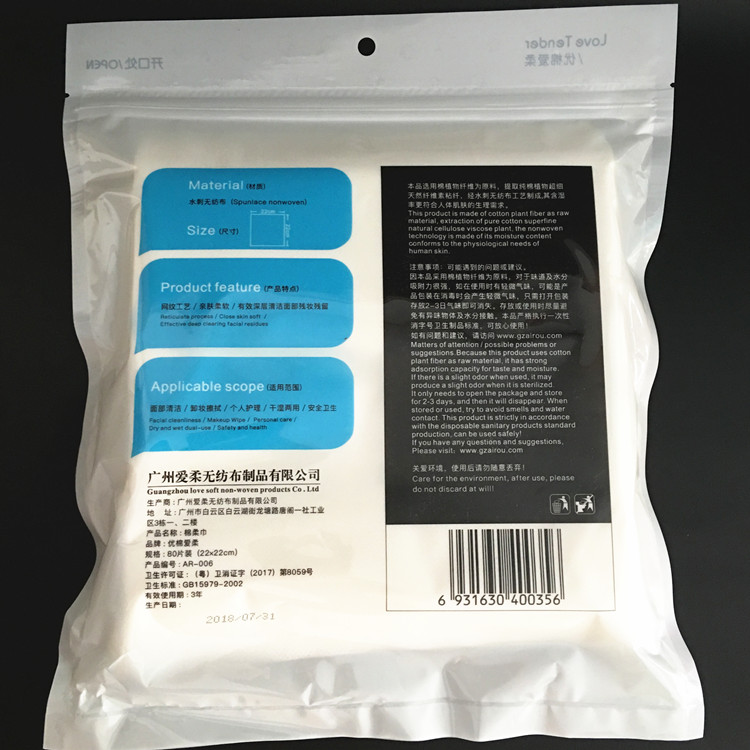 Love Tender
/优棉爱柔
开口处/OPEN
Material (材质)
水刺无纺布 (Spunlace nonwoven)
22cm
22cm
Size (尺寸)
Product feature (产品特点)
网纹工艺 / 亲肤柔软 / 有效深层清洁面部残妆残留
Reticulate process / Close skin soft /
Effective deep cleering facial residues
Applicable scope (适用范围)
面部清洁 / 卸妆擦拭 / 个人护理 / 干湿两用 / 安全卫生
Facial cleanliness / Makeup Wipe / Personal care /
Dry and wet dual-use / Safety and health
广州爱柔无纺布制品有限公司
Guangzhou love soft non-woven products Co . Ltd
生产商：广州爱柔无纺布制品有限公司
地 址：广州市白云区白云湖街龙塘路唐阁一社工业
区3栋一、二楼
产品名称：棉柔巾
品牌：优棉爱柔
规格：80片装（22x22cm）
产品编号：AR-006
卫生许可证：（粤）卫消证字（2017）第8059号
卫生标准：GB15979-2002
有效使用期：3年
生产日期：
2018/07/31
本品选用棉植物纤维为原料，提取纯棉植物超细
天然纤维素粘纤，经水刺无纺布工艺制成,其含湿
率更符合人体肌肤的生理需求。
This product is made of cotton plant fiber as raw
material, extraction of pure cotton superfine
natural cellulose viscose plant, the nonwoven
technology is made of its moisture content
conforms to the physiological needs of
human skin.
注意事项：可能遇到的问题或建议。
因本品采用棉植物纤维为原料，对于味道及水分
吸附力很强，如在使用时有轻微气味，可能是产
品包装在消毒时会产生轻微气味，只需打开包装
存放2-3日气味即可消失。存放或使用时尽量避
免有异味物体及水分接触。本品严格执行一次性
消字号卫生制品标准，可放心使用！
如有问题和建议，请访问 www.gzairou.com
Matters of attention / possible problems or
suggestions.Because this product uses cotton
plant fiber as raw material, it has strong
adsorption capacity for taste and moisture.
If there is a slight odor when used, it may
produce a slight odor when it is sterilized.
It only needs to open the package and store
for 2-3 days, and then it will disappear. When
stored or used, try to avoid smells and water
contact. This product is strictly in accordance
with the disposable sanitary products standard
production, can be used safely!
If you have any questions and suggestions,
Please visit: www.gzairou.com
关爱环境，使用后请勿随意丢弃！
Care for the environment, after use, please
do not discard at will!
6 931630 400356